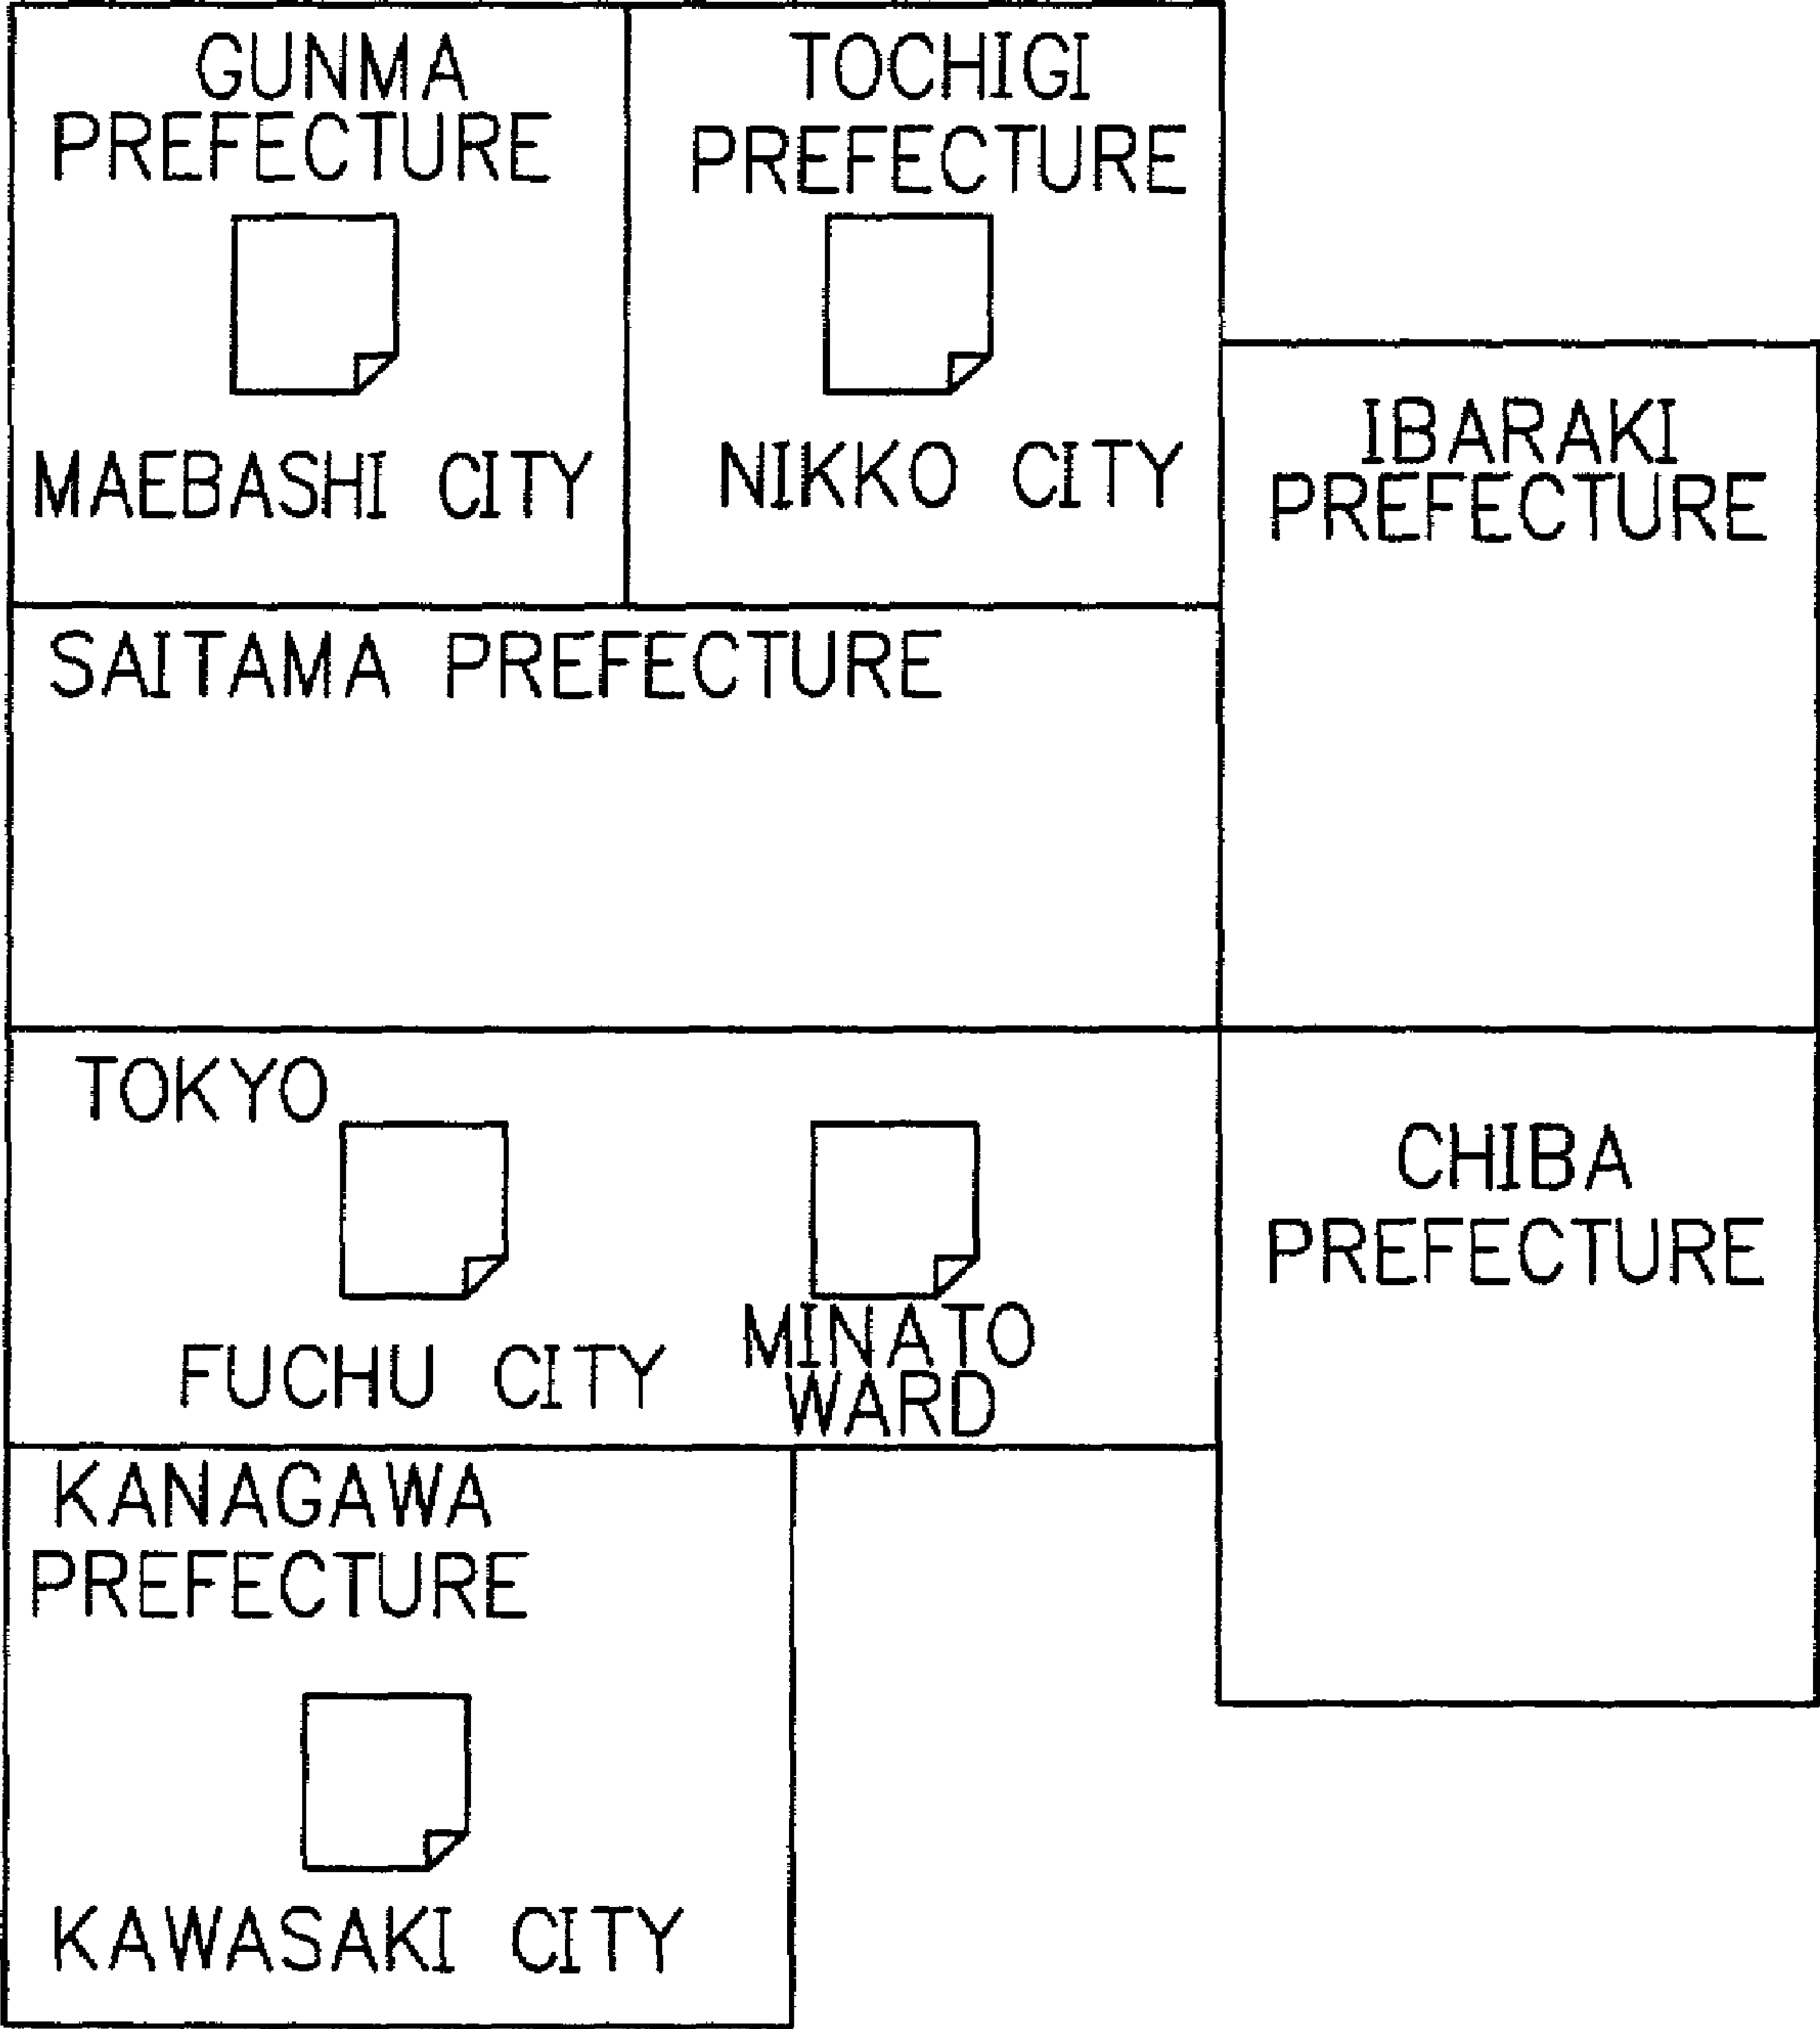 GUNMA
PREFECTURE
MAEBASHI CITY
TOCHIGI
PREFECTURE
NIKKO CITY
IBARAKI
PREFECTURE
SAITAMA PREFECTURE
TOKYO
FUCHU CITY
MINATO
WARD
CHIBA
PREFECTURE
KANAGAWA
PREFECTURE
KAWASAKI CITY